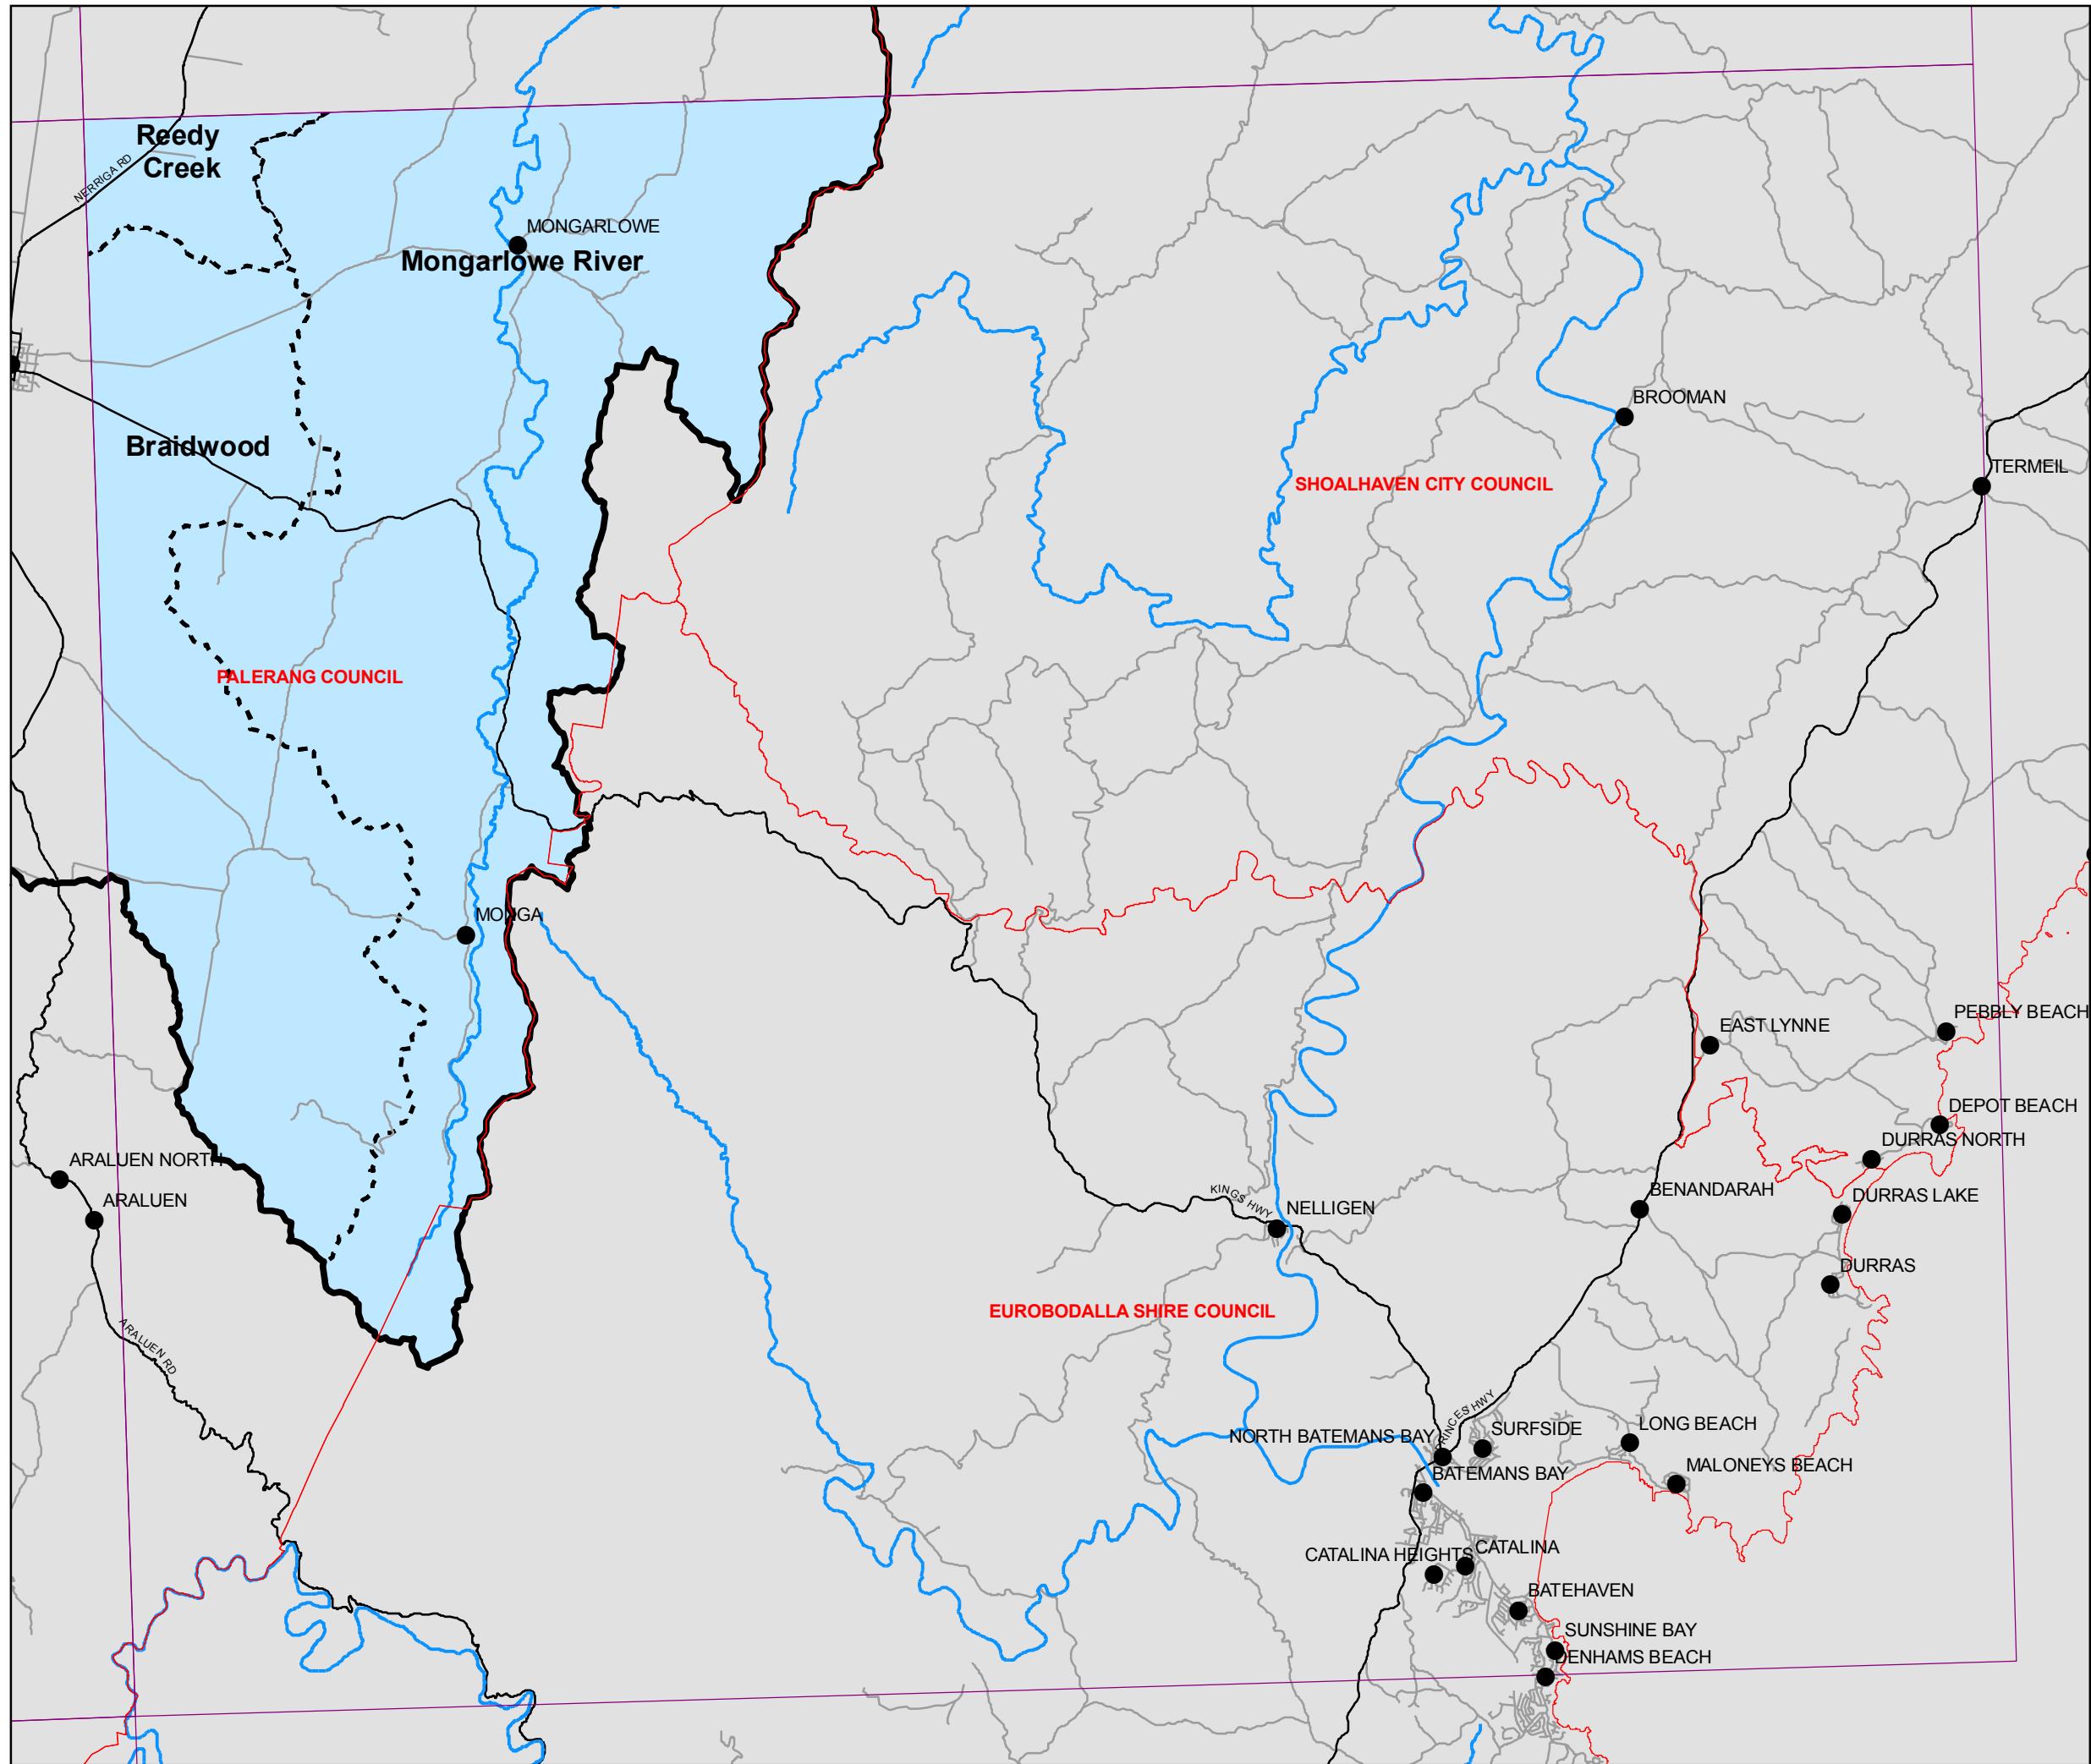 Reedy
Creek
NERRIGA RD
MONGARLOWE
Mongarlowe River
BROOMAN
Braidwood
TERMEIL
SHOALHAVEN CITY COUNCIL
PALERANG COUNCIL
MONGA
PEBBLY BEACH
EAST LYNNE
DEPOT BEACH
DURRAS NORTH
ARALUEN NORTH
BENANDARAH
DURRAS LAKE
ARALUEN
KINGS HWY
NELLIGEN
DURRAS
EUROBODALLA SHIRE COUNCIL
ARALUEN RD
PRINCES HWY
LONG BEACH
SURFSIDE
NORTH BATEMANS BAY
MALONEYS BEACH
BATEMANS BAY
CATALINA
CATALINA HEIGHTS
BATEHAVEN
SUNSHINE BAY
DENHAMS BEACH